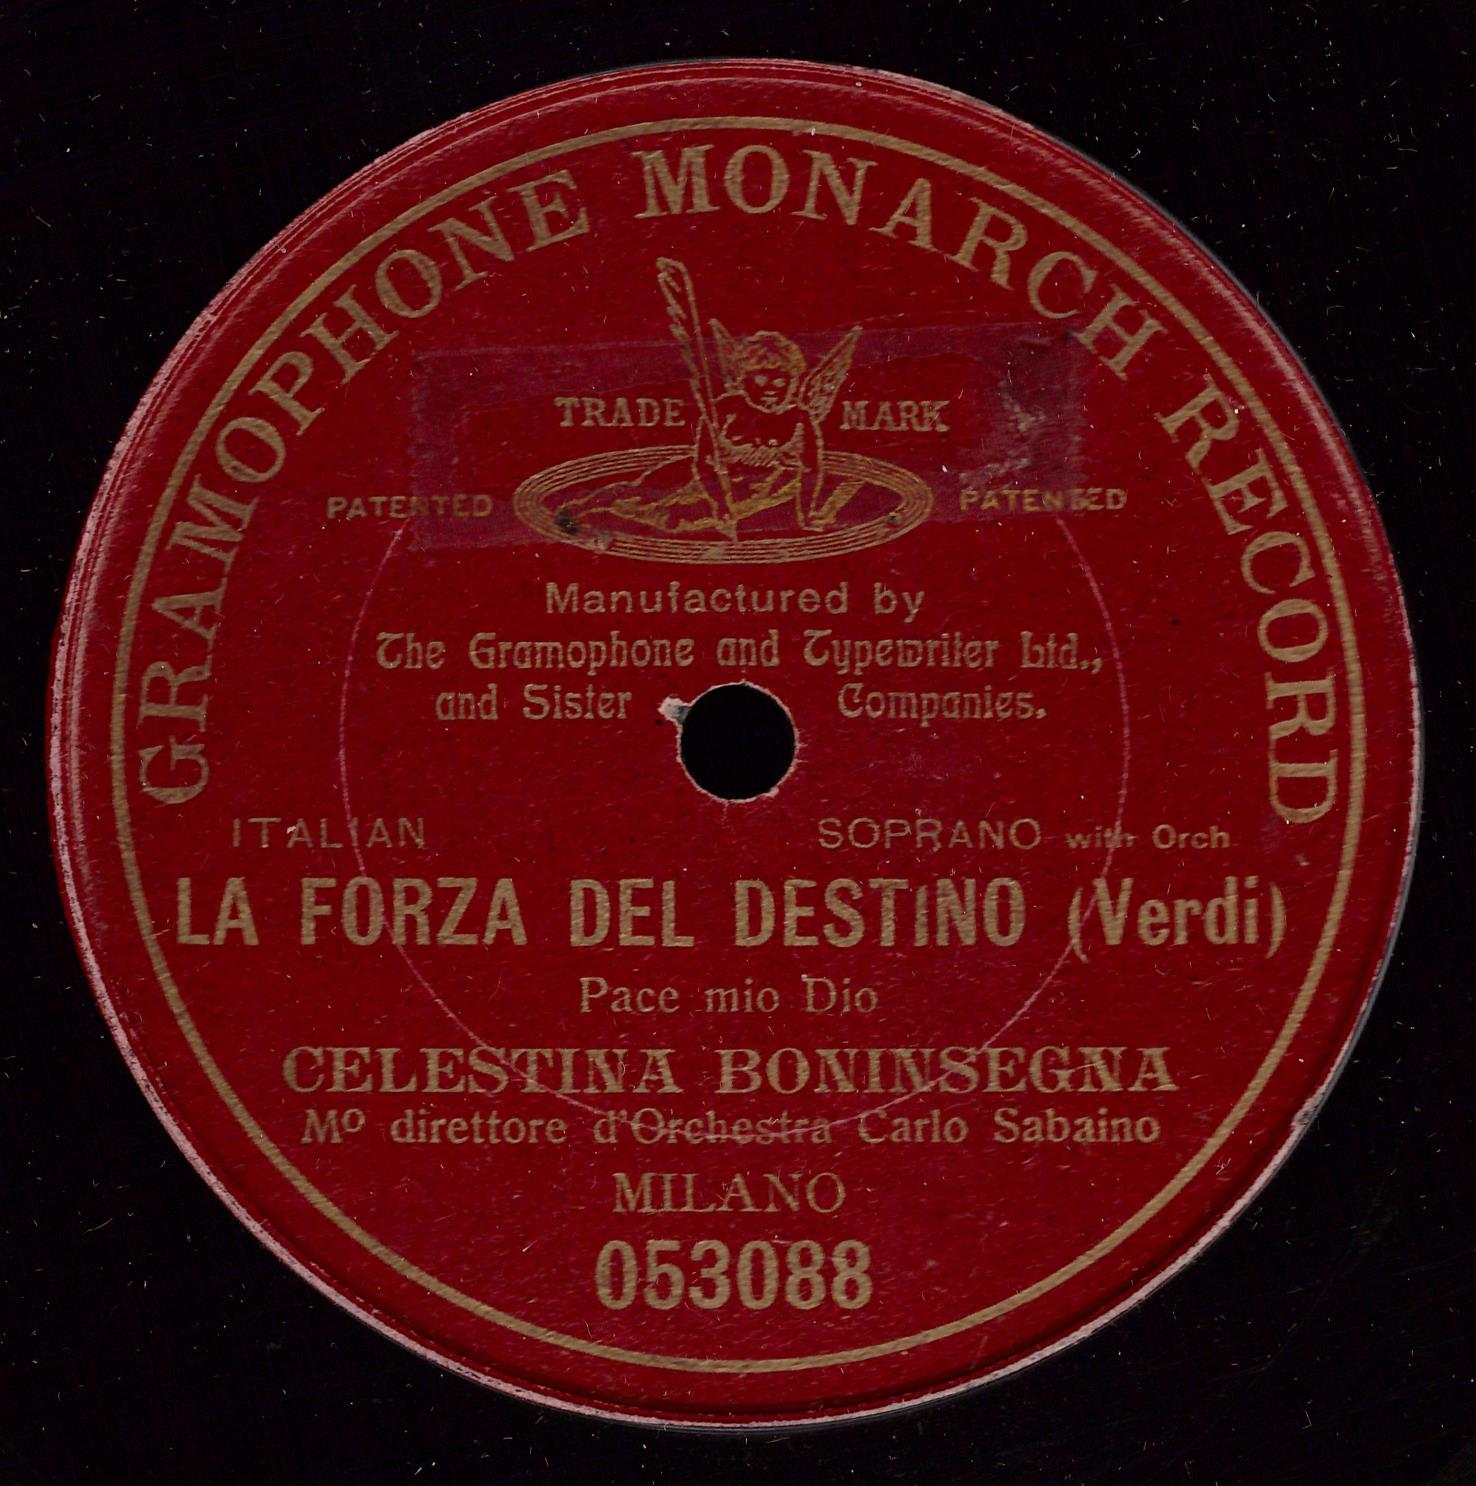 GRAMOPHONE MONARCH RECORD
TRADE MARK
PATENTED PATENTED
Manufactured by
The Gramophone and Typewriter Ltd.,
and Sister Companies.
ITALIAN SOPRANO with Orch
LA FORZA DEL DESTINO (Verdi)
Pace mio Dio
CELESTINA BONINSEGNA
Mº direttore d'Orchestra Carlo Sabaino
MILANO
053088